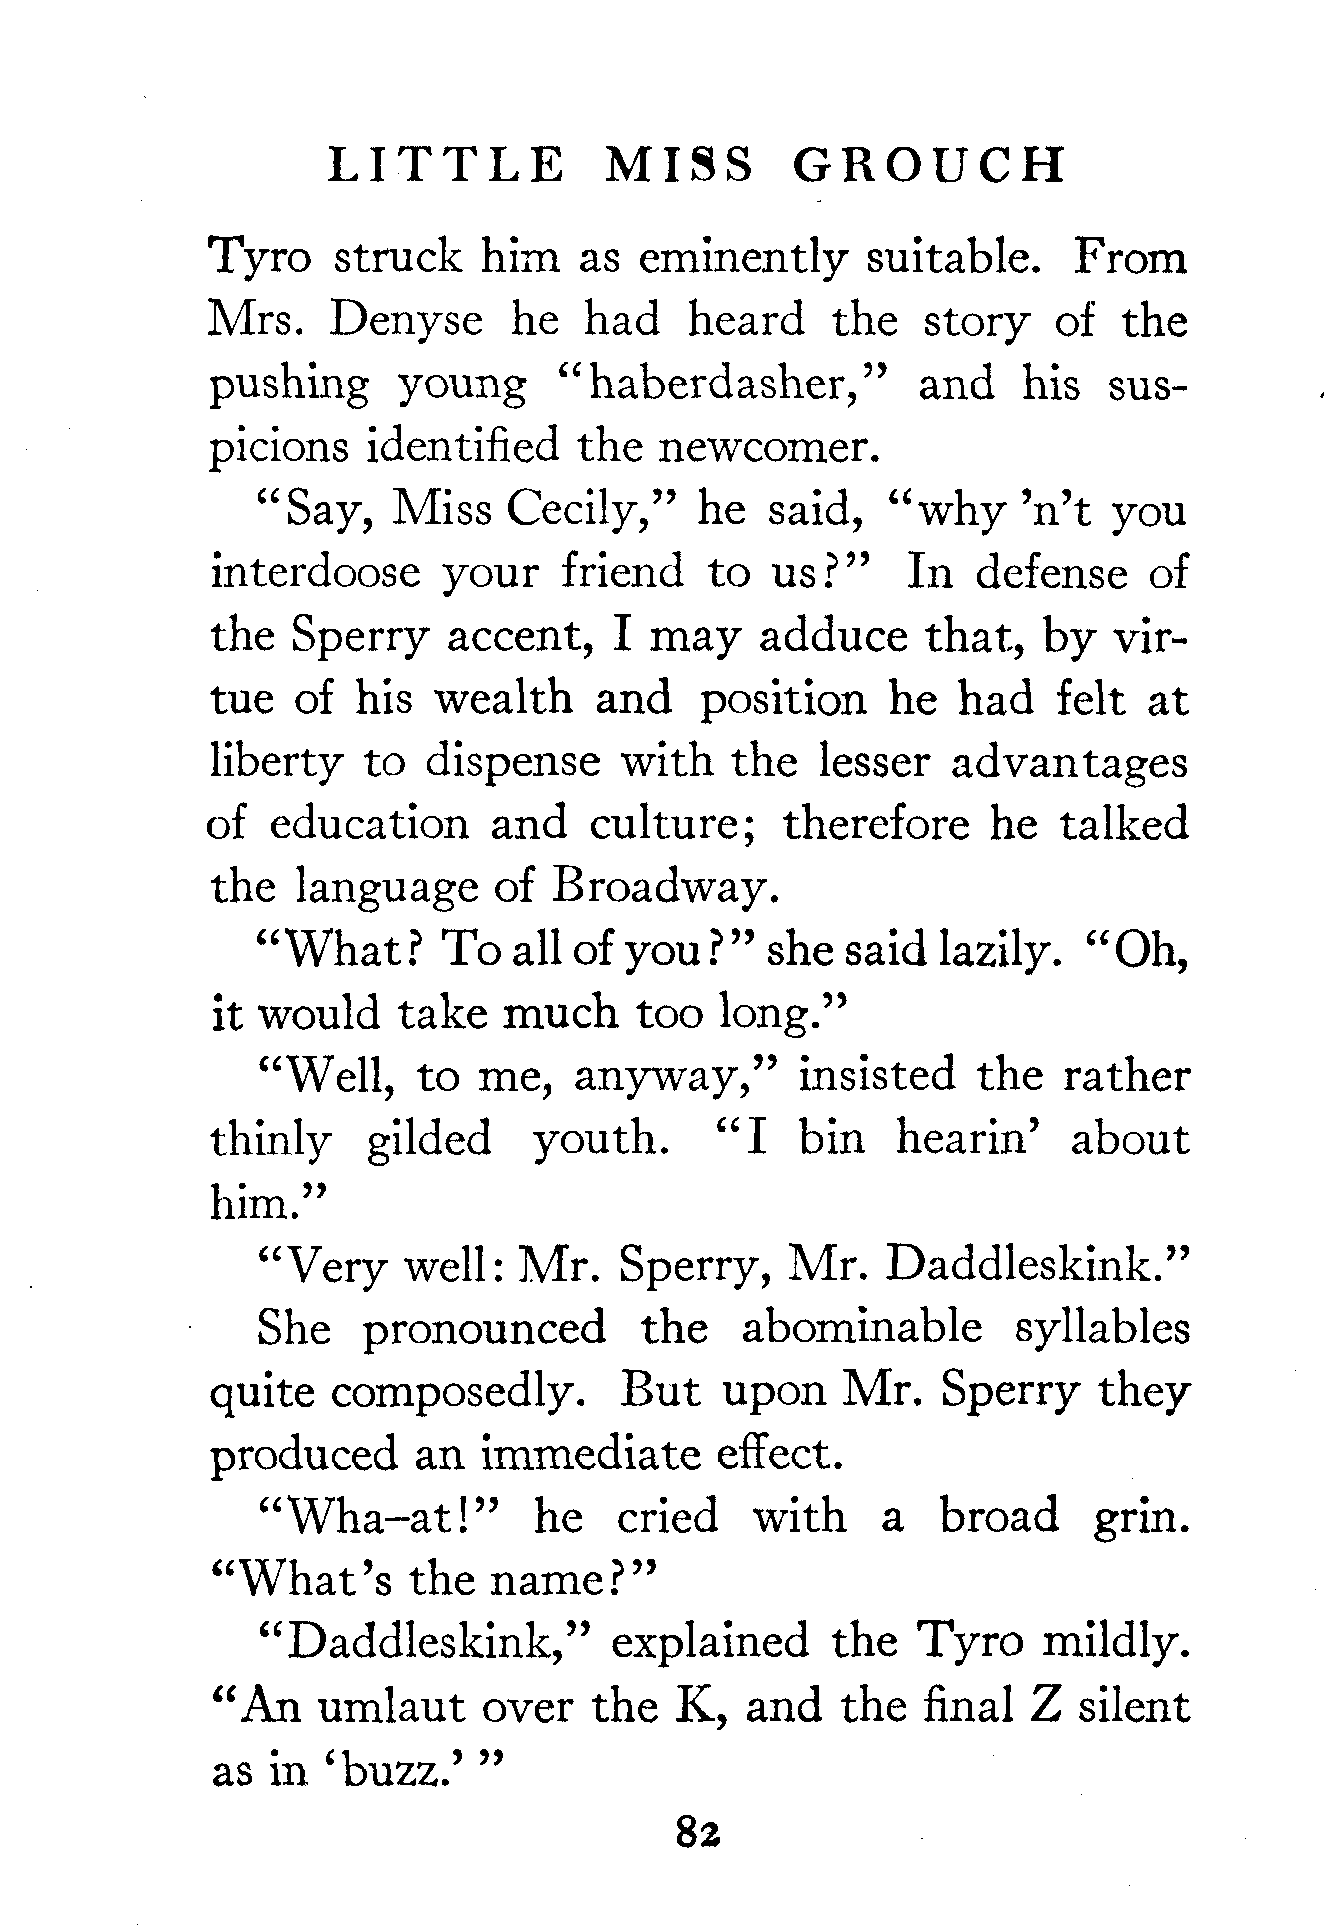 LITTLE MISS GROUCH
Tyro struck him as eminently suitable. From
Mrs. Denyse he had heard the story of the
pushing young “haberdasher,” and his sus-
picions identified the newcomer.
“Say, Miss Cecily,” he said, “why ’n’t you
interdoose your friend to us?” In defense of
the Sperry accent, I may adduce that, by vir-
tue of his wealth and position he had felt at
liberty to dispense with the lesser advantages
of education and culture; therefore he talked
the language of Broadway.
“What? To all of you?” she said lazily. “Oh,
it would take much too long.”
“Well, to me, anyway,” insisted the rather
thinly gilded youth. “I bin hearin’ about
him.”
“Very well: Mr. Sperry, Mr. Daddleskink.”
She pronounced the abominable syllables
quite composedly. But upon Mr. Sperry they
produced an immediate effect.
“Wha–at!” he cried with a broad grin.
“What’s the name?”
“Daddleskink,” explained the Tyro mildly.
“An umlaut over the K, and the final Z silent
as in ‘buzz.’ ”
82